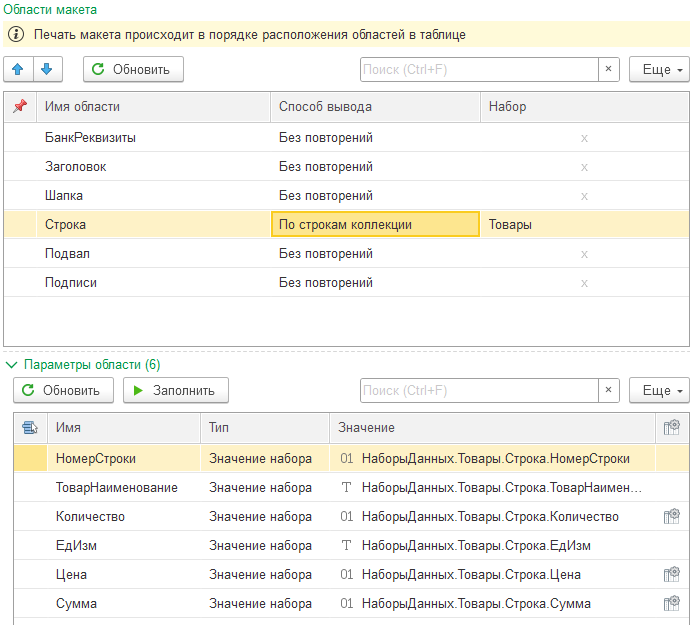 Области макета
Печать макета происходит в порядке расположения областей в таблице
Обновить Поиск (Ctrl+F) × Еще
Имя области Способ вывода Набор
БанкРеквизиты Без повторений x
Заголовок Без повторений x
Шапка Без повторений x
Строка По строкам коллекции Товары
Подвал Без повторений x
Подписи Без повторений x
Параметры области (6)
Обновить Заполнить Поиск (Ctrl+F) × Еще
Имя Тип Значение
НомерСтроки Значение набора 01 НаборыДанных.Товары.Строка.НомерСтроки
ТоварНаименование Значение набора T НаборыДанных.Товары.Строка.ТоварНаимен...
Количество Значение набора 01 НаборыДанных.Товары.Строка.Количество
ЕдИзм Значение набора T НаборыДанных.Товары.Строка.ЕдИзм
Цена Значение набора 01 НаборыДанных.Товары.Строка.Цена
Сумма Значение набора 01 НаборыДанных.Товары.Строка.Сумма